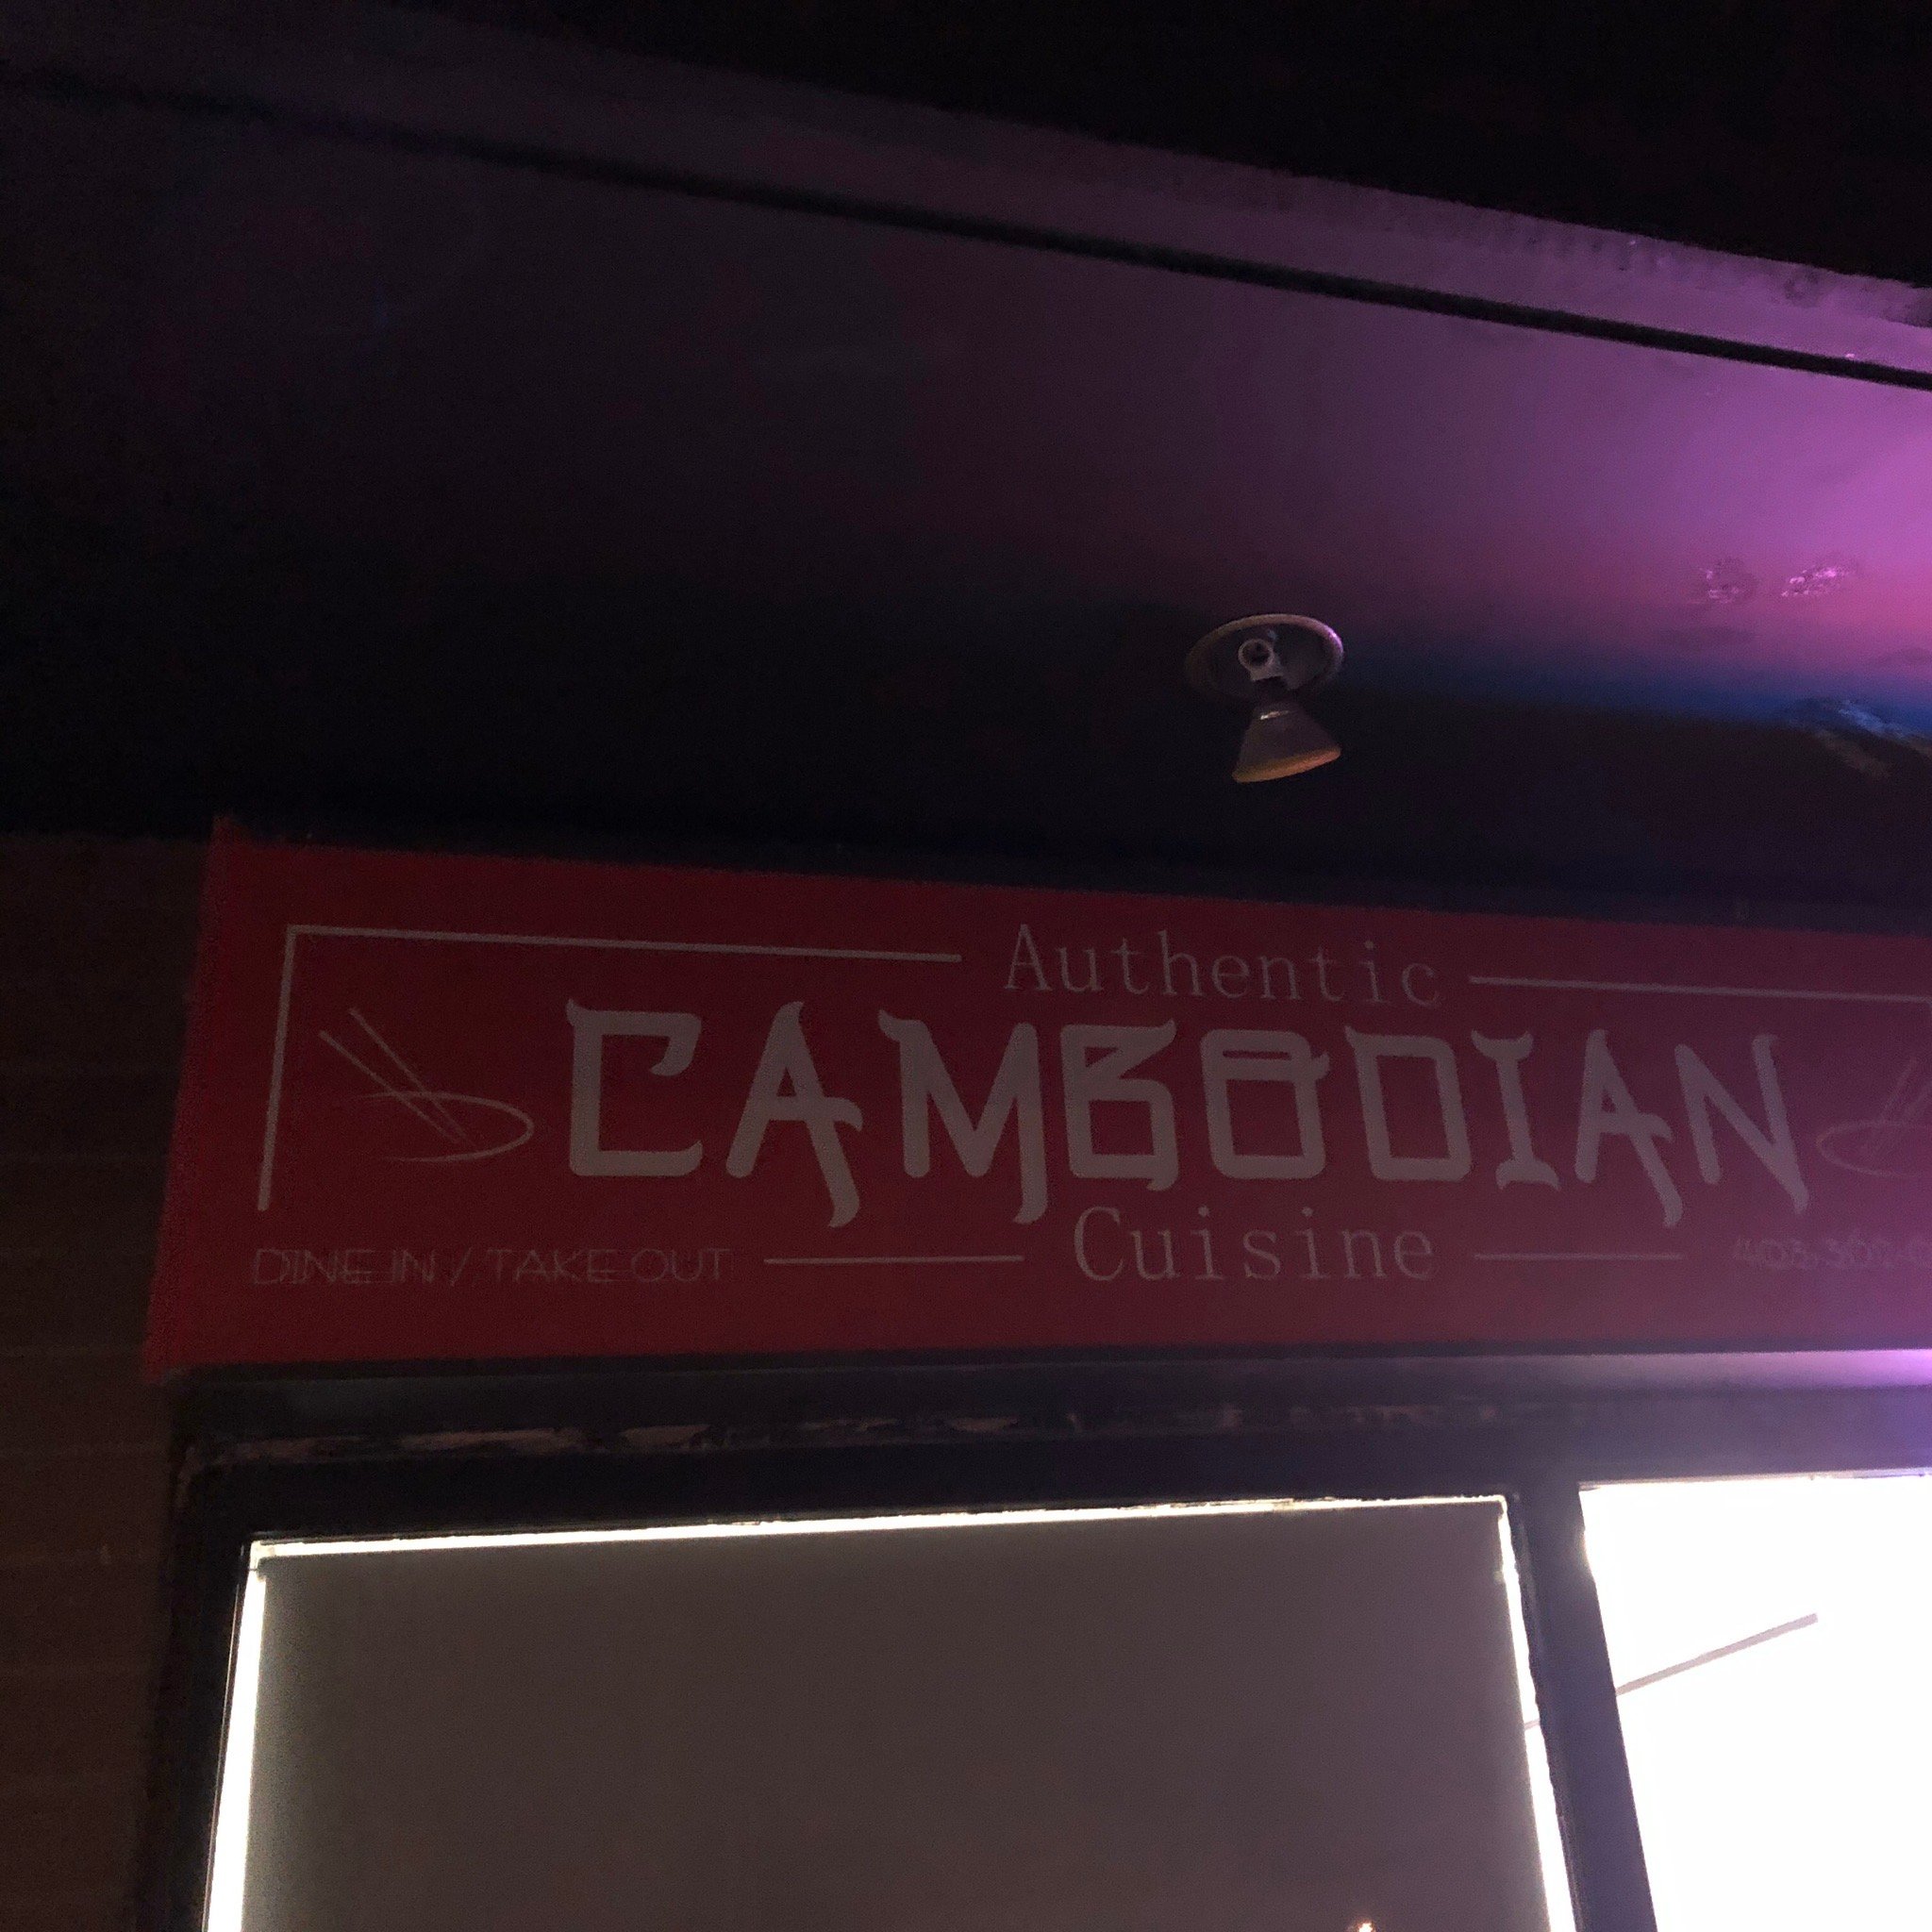 Authentic
CAMBODIAN
Cuisine
DINE IN / TAKE OUT